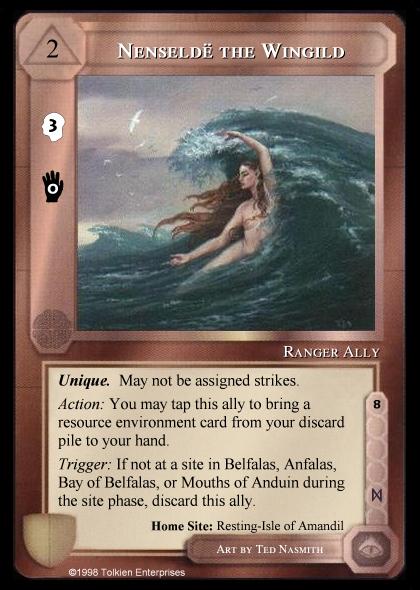 2
NENSELDË THE WINGILD
3
RANGER ALLY
Unique. May not be assigned strikes.
Action: You may tap this ally to bring a
resource environment card from your discard
pile to your hand.
Trigger: If not at a site in Belfalas, Anfalas,
Bay of Belfalas, or Mouths of Anduin during
the site phase, discard this ally.
8
Home Site: Resting-Isle of Amandil
ART BY TED NASMITH
©1998 Tolkien Enterprises